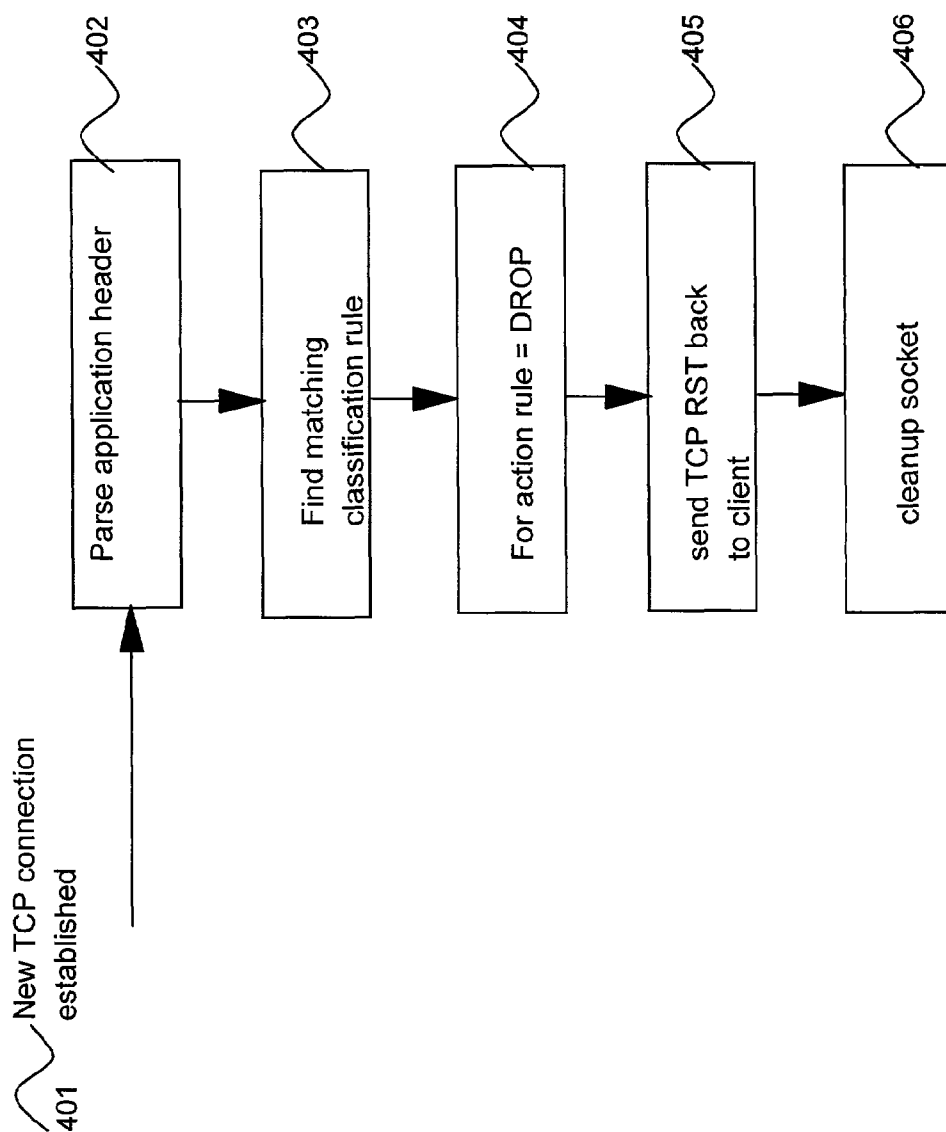 401
New TCP connection
established
Parse application header
402
Find matching
classification rule
403
For action rule = DROP
404
send TCP RST back
to client
405
cleanup socket
406